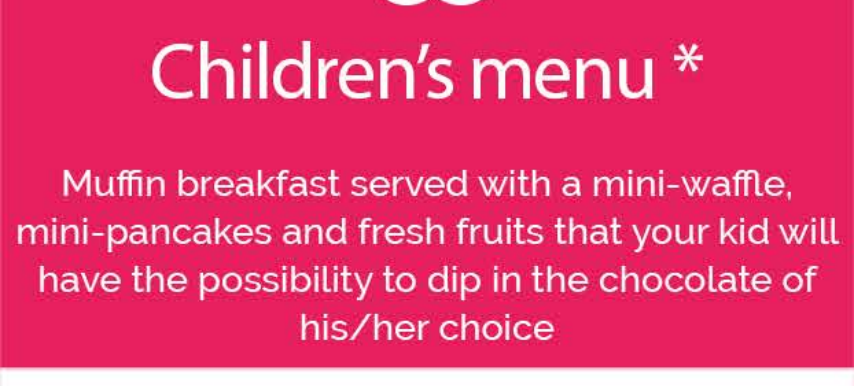 Children's menu *
Muffin breakfast served with a mini-waffle,
mini-pancakes and fresh fruits that your kid will
have the possibility to dip in the chocolate of
his/her choice